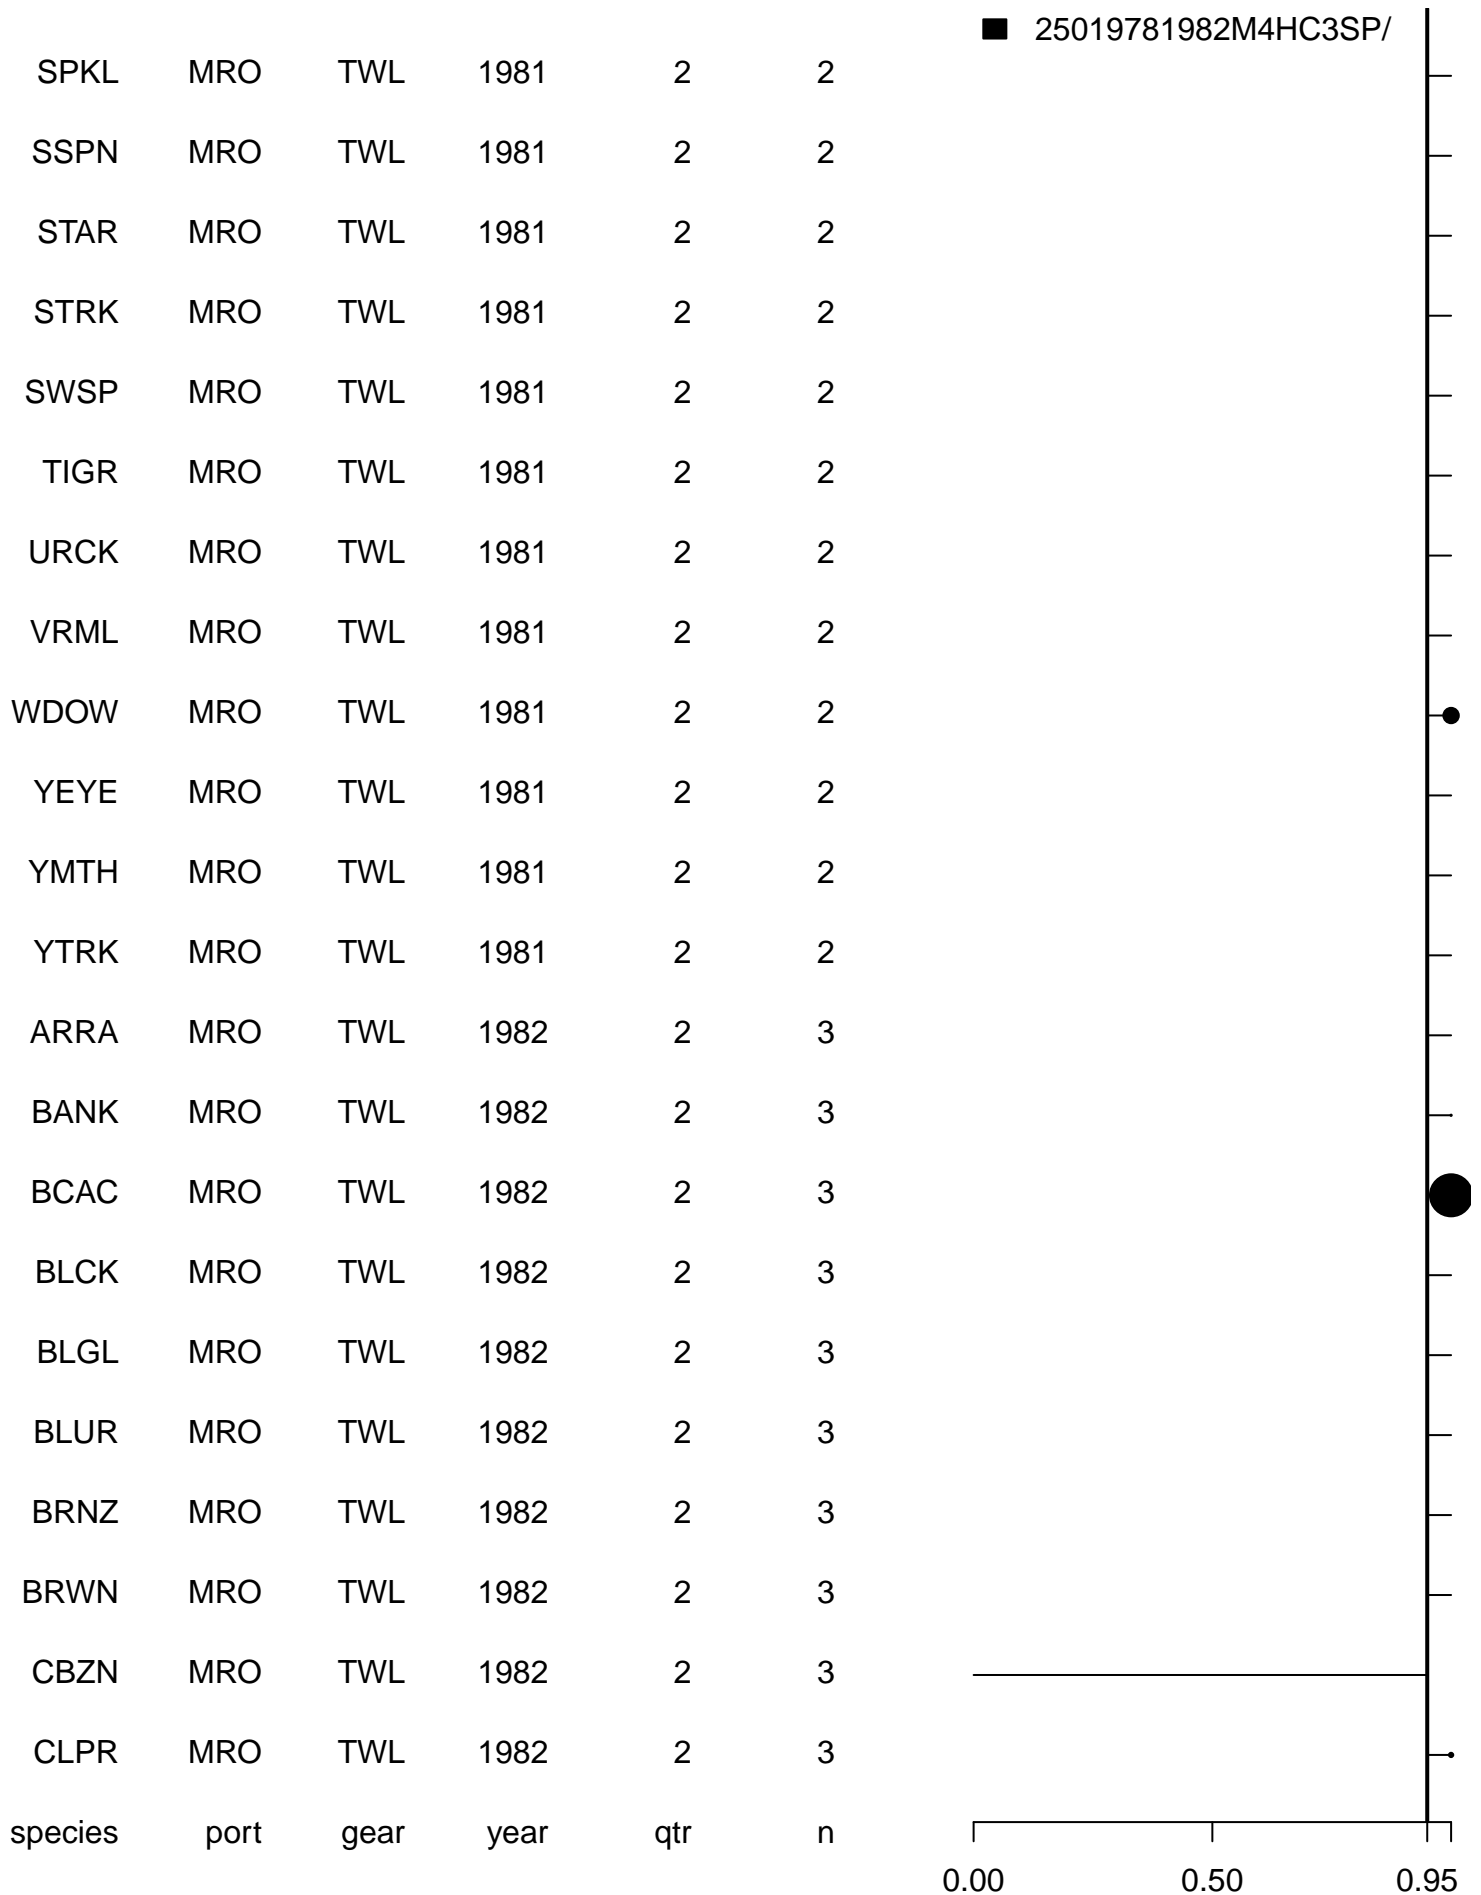 25019781982M4HC3SP/
SPKL MRO TWL 1981 2 2
SSPN MRO TWL 1981 2 2
STAR MRO TWL 1981 2 2
STRK MRO TWL 1981 2 2
SWSP MRO TWL 1981 2 2
TIGR MRO TWL 1981 2 2
URCK MRO TWL 1981 2 2
VRML MRO TWL 1981 2 2
WDOW MRO TWL 1981 2 2
YEYE MRO TWL 1981 2 2
YMTH MRO TWL 1981 2 2
YTRK MRO TWL 1981 2 2
ARRA MRO TWL 1982 2 3
BANK MRO TWL 1982 2 3
BCAC MRO TWL 1982 2 3
BLCK MRO TWL 1982 2 3
BLGL MRO TWL 1982 2 3
BLUR MRO TWL 1982 2 3
BRNZ MRO TWL 1982 2 3
BRWN MRO TWL 1982 2 3
CBZN MRO TWL 1982 2 3
CLPR MRO TWL 1982 2 3
species port gear year qtr n
0.00 0.50 0.95